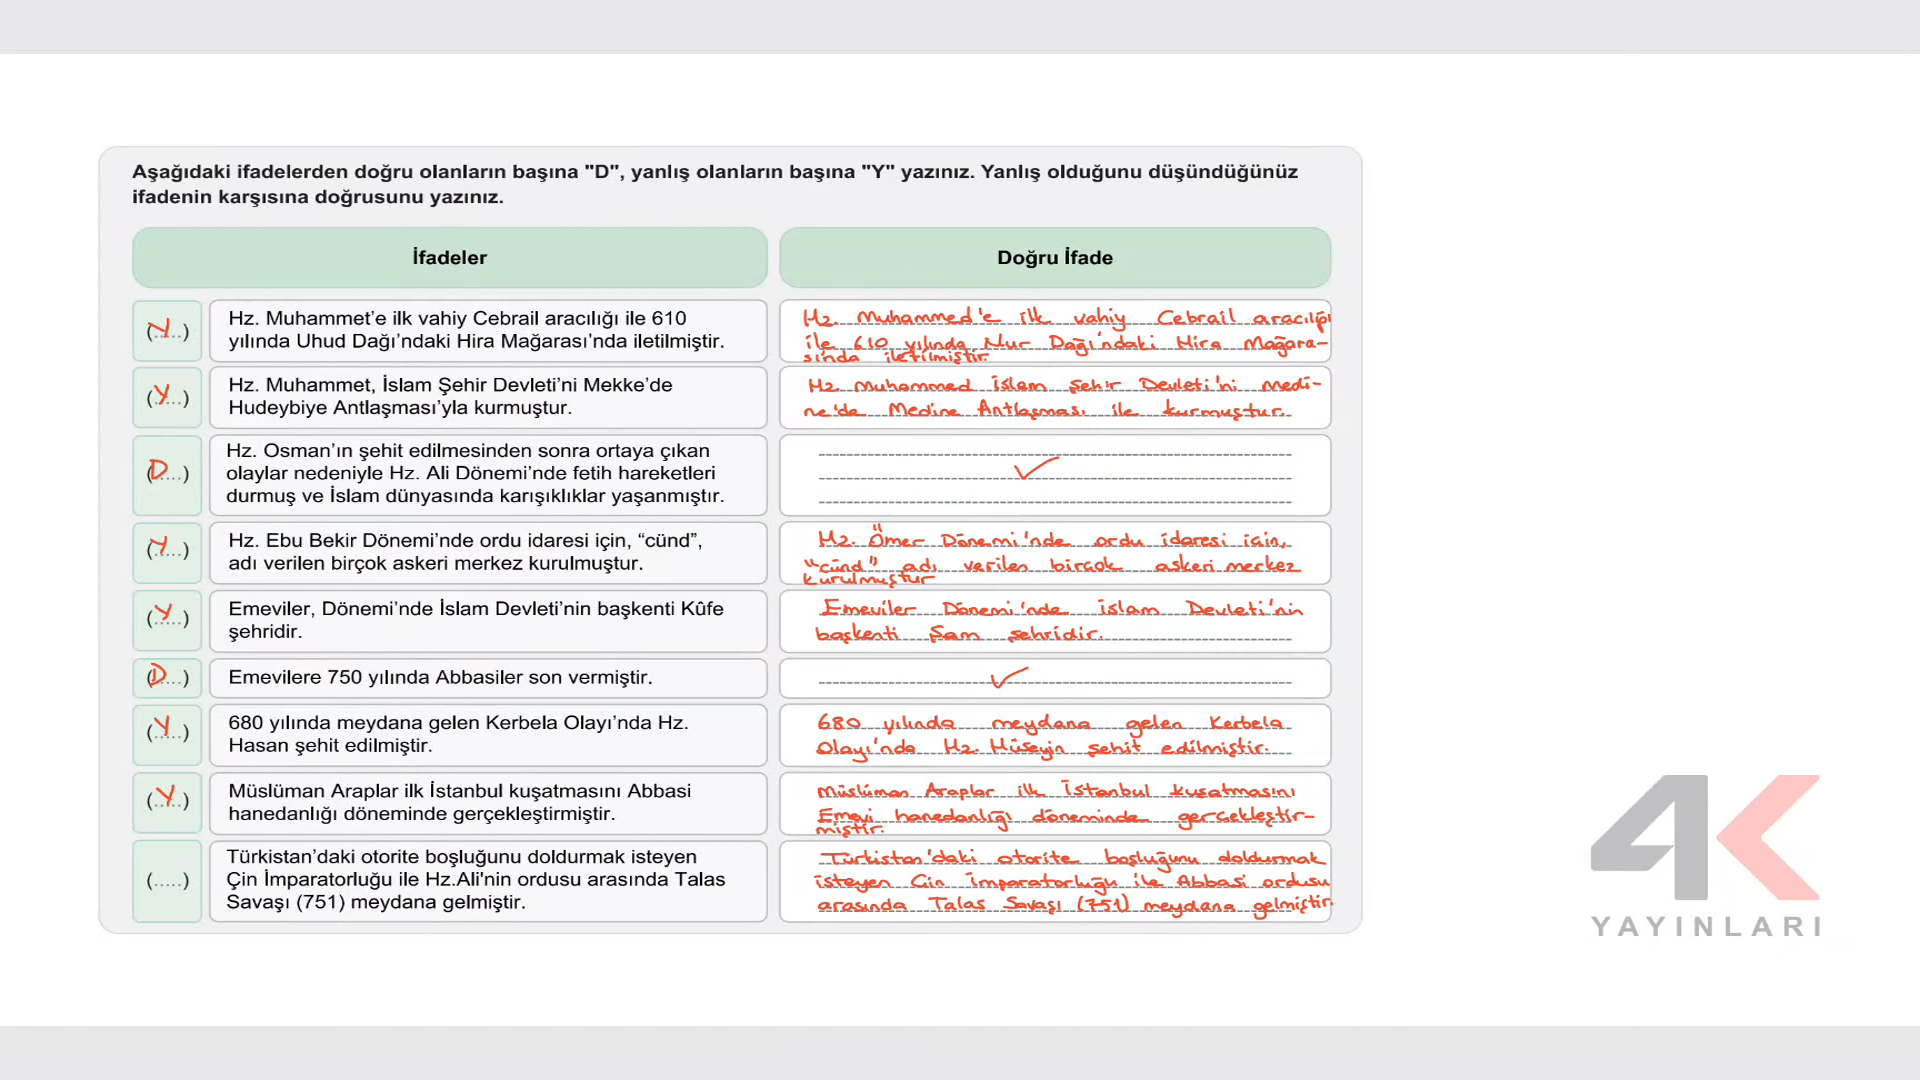 Aşağıdaki ifadelerden doğru olanların başına "D", yanlış olanların başına "Y" yazınız. Yanlış olduğunu düşündüğünüz
ifadenin karşısına doğrusunu yazınız.
İfadeler
Doğru İfade
(Y)
Hz. Muhammet’e ilk vahiy Cebrail aracılığı ile 610
yılında Uhud Dağı’ndaki Hira Mağarası’nda iletilmiştir.
Hz. Muhammed'e ilk vahiy Cebrail aracılığı
ile 610 yılında Nur Dağı'ndaki Hira Mağara-
sında iletilmiştir.
(Y)
Hz. Muhammet, İslam Şehir Devleti’ni Mekke’de
Hudeybiye Antlaşması’yla kurmuştur.
Hz Muhammed İslam Şehir Devleti'ni Medi-
ne'de Medine Antlaşması ile kurmuştur.
(D)
Hz. Osman’ın şehit edilmesinden sonra ortaya çıkan
olaylar nedeniyle Hz. Ali Dönemi’nde fetih hareketleri
durmuş ve İslam dünyasında karışıklıklar yaşanmıştır.
✓
(Y)
Hz. Ebu Bekir Dönemi’nde ordu idaresi için, “cünd”,
adı verilen birçok askeri merkez kurulmuştur.
Hz. Ömer Dönemi'nde ordu idaresi için,
"cünd" adı verilen birçok askeri merkez
kurulmuştur
(Y)
Emeviler, Dönemi’nde İslam Devleti’nin başkenti Kûfe
şehridir.
Emeviler Dönemi'nde İslam Devleti'nin
başkenti Şam şehridir.
(D)
Emevilere 750 yılında Abbasiler son vermiştir.
✓
(Y)
680 yılında meydana gelen Kerbela Olayı’nda Hz.
Hasan şehit edilmiştir.
680 yılında meydana gelen Kerbela
Olayı'nda Hz. Hüseyin şehit edilmiştir.
(Y)
Müslüman Araplar ilk İstanbul kuşatmasını Abbasi
hanedanlığı döneminde gerçekleştirmiştir.
Müslüman Araplar ilk İstanbul kuşatmasını
Emevi hanedanlığı döneminde gerçekleştir-
miştir.
(.....)
Türkistan’daki otorite boşluğunu doldurmak isteyen
Çin İmparatorluğu ile Hz.Ali'nin ordusu arasında Talas
Savaşı (751) meydana gelmiştir.
Türkistan'daki otorite boşluğunu doldurmak
isteyen Çin İmparatorluğu ile Abbasi ordusu
arasında Talas Savaşı (751) meydana gelmiştir.
4K
YAYINLARI